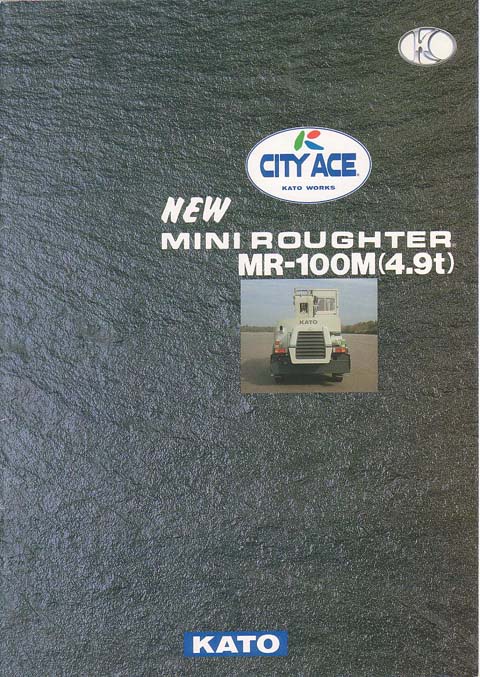 CITY ACE
KATO WORKS
NEW
MINI ROUGHTER
MR-100M(4.9t)
KATO
KATO